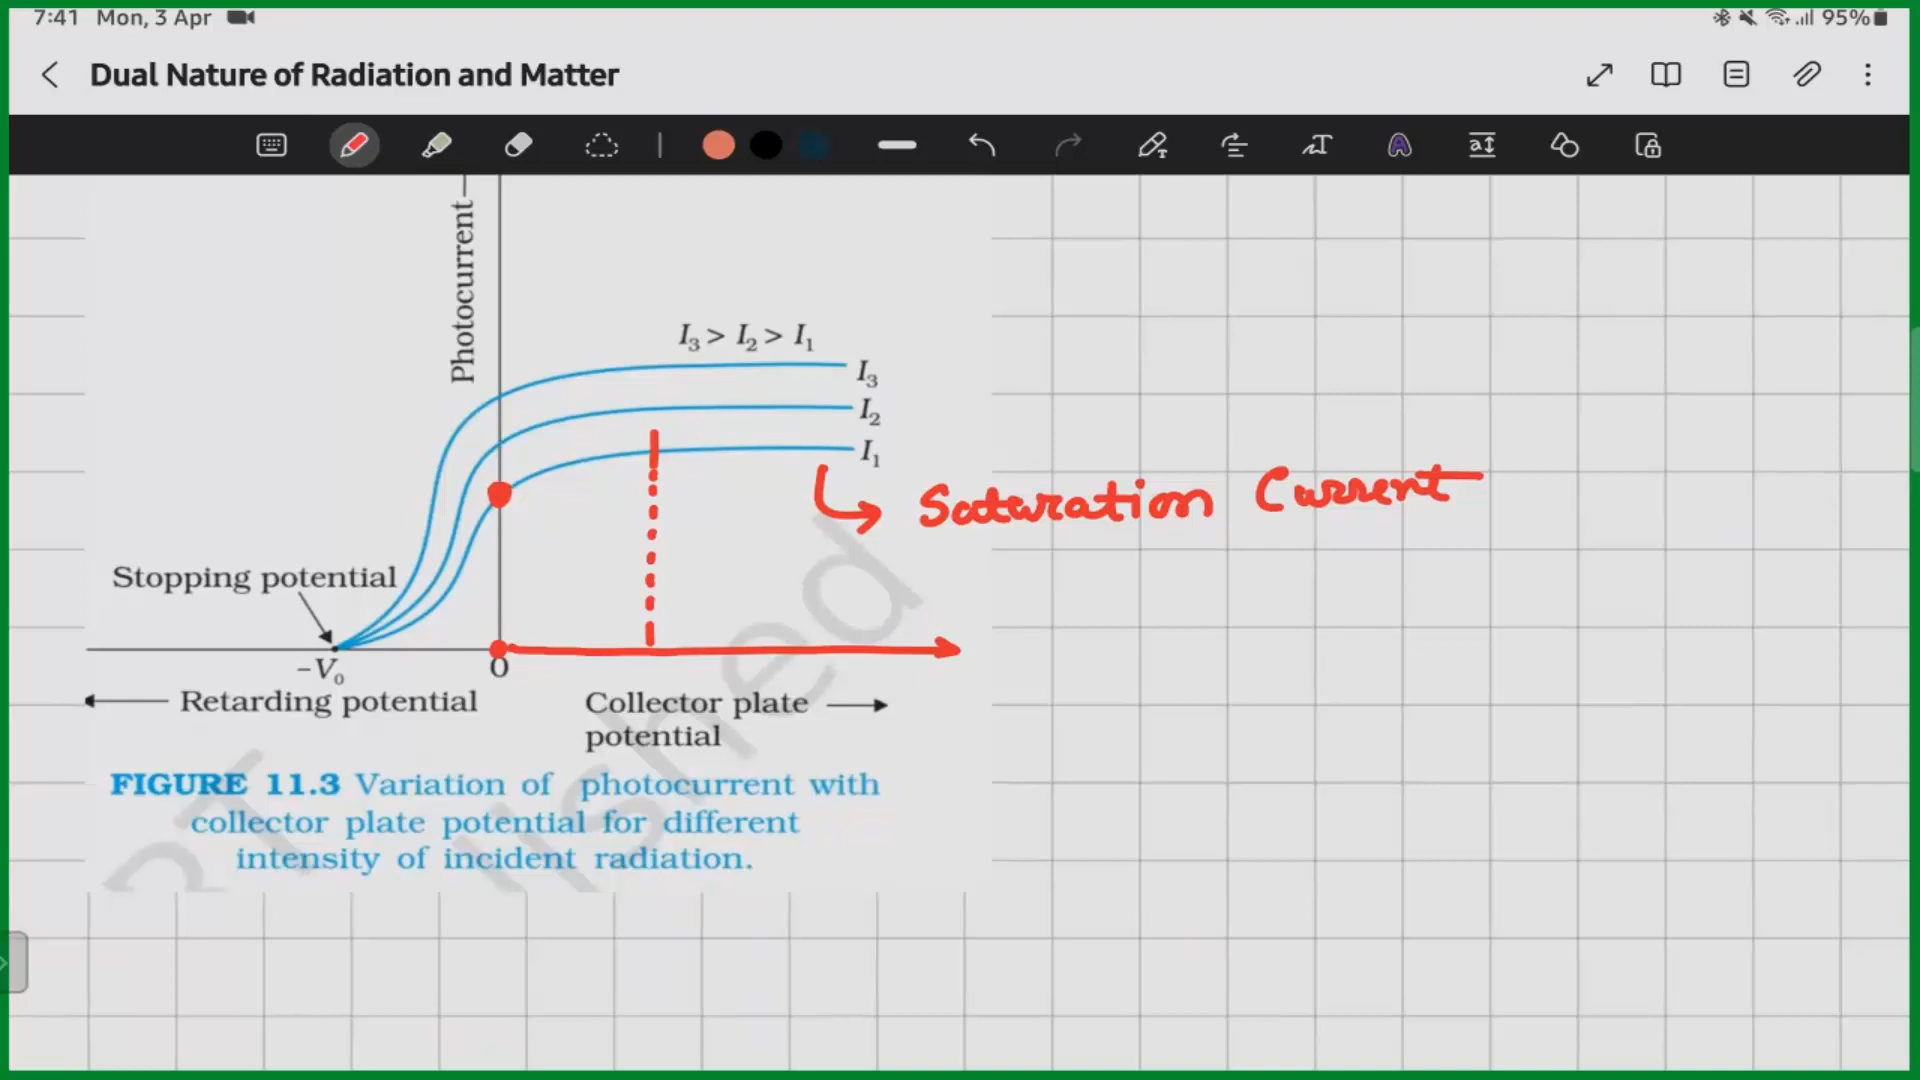 7:41 Mon, 3 Apr
95%
Dual Nature of Radiation and Matter
Photocurrent
I₃ > I₂ > I₁
I₃
I₂
I₁
Saturation Current
Stopping potential
–V₀
0
Retarding potential
Collector plate
potential
FIGURE 11.3 Variation of photocurrent with
collector plate potential for different
intensity of incident radiation.